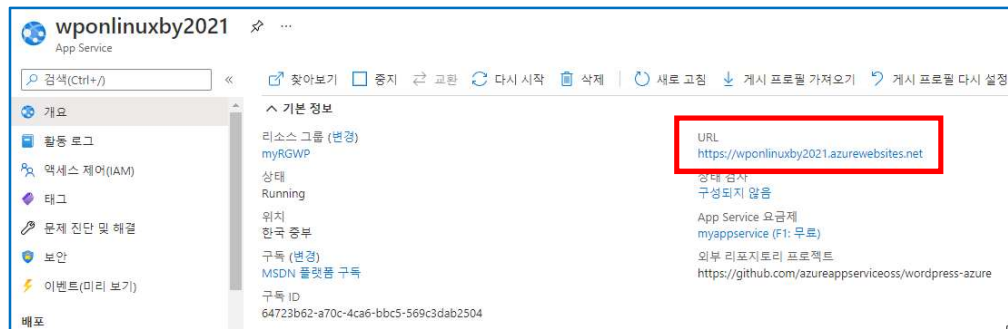 wponlinuxby2021 ...
App Service
검색(Ctrl+/) «
찾아보기 중지 교환 다시 시작 삭제 새로 고침 게시 프로필 가져오기 게시 프로필 다시 설정
개요
활동 로그
액세스 제어(IAM)
태그
문제 진단 및 해결
보안
이벤트(미리 보기)
배포
기본 정보
리소스 그룹 (변경)
myRGWP
상태
Running
위치
한국 중부
구독 (변경)
MSDN 플랫폼 구독
구독 ID
64723b62-a70c-4ca6-bbc5-569c3dab2504
URL
https://wponlinuxby2021.azurewebsites.net
상태 검사
구성되지 않음
App Service 요금제
myappservice (F1: 무료)
외부 리포지토리 프로젝트
https://github.com/azureappserviceoss/wordpress-azure